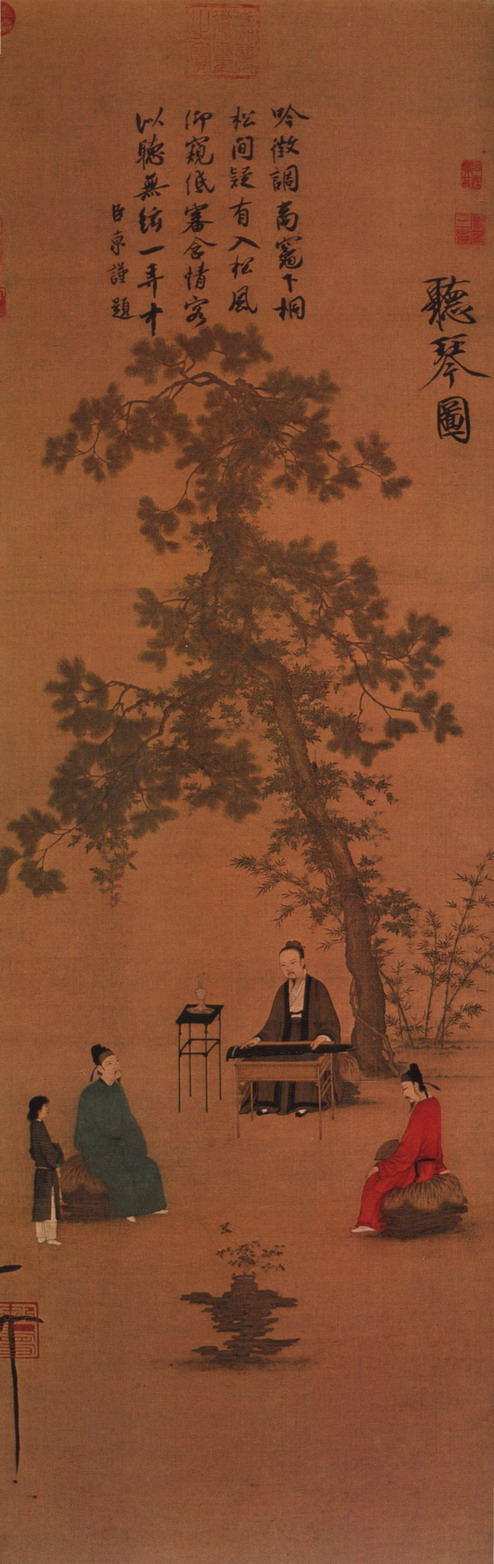 聽琴圖
吟徵調商竈下桐
松間疑有入松風
仰窺低審含情客
似聽無絃一弄中
臣京謹題